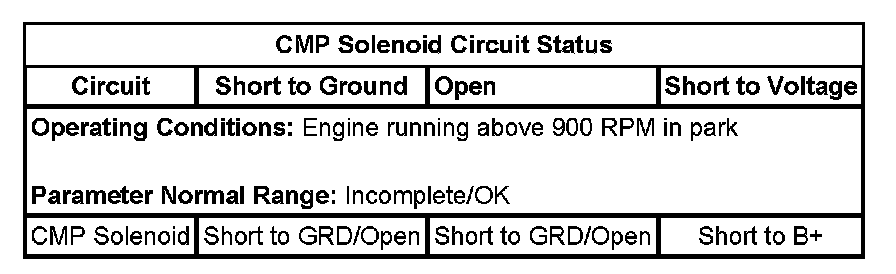 CMP Solenoid Circuit Status
Circuit Short to Ground Open Short to Voltage
Operating Conditions: Engine running above 900 RPM in park
Parameter Normal Range: Incomplete/OK
CMP Solenoid Short to GRD/Open Short to GRD/Open Short to B+